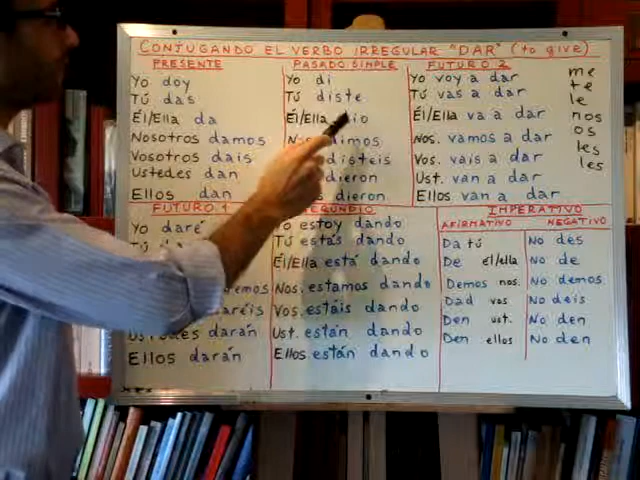 CONJUGANDO EL VERBO IRREGULAR "DAR" (to give)
PRESENTE
Yo doy
Tú das
Él/Ella da
Nosotros damos
Vosotros dais
Ustedes dan
Ellos dan
PASADO SIMPLE
Yo di
Tú diste
Él/Ella dio
disteis
dieron
dieron
FUTURO 2
Yo voy a dar
Tú vas a dar
Él/Ella va a dar
Nos. vamos a dar
Vos. vais a dar
Ust. van a dar
Ellos van a dar
me
te
le
nos
os
les
les
FUTURO 1
Yo daré
Tú
Ustedes darán
Ellos darán
Yo estoy dando
Tú estás dando
Él/Ella está dando
Nos. estamos dando
Vos. estáis dando
Ust. están dando
Ellos están dando
IMPERATIVO
AFIRMATIVO NEGATIVO
Da tú No des
De él/ella No de
Demos nos. No demos
Dad vos No deis
Den ust. No den
Den ellos No den